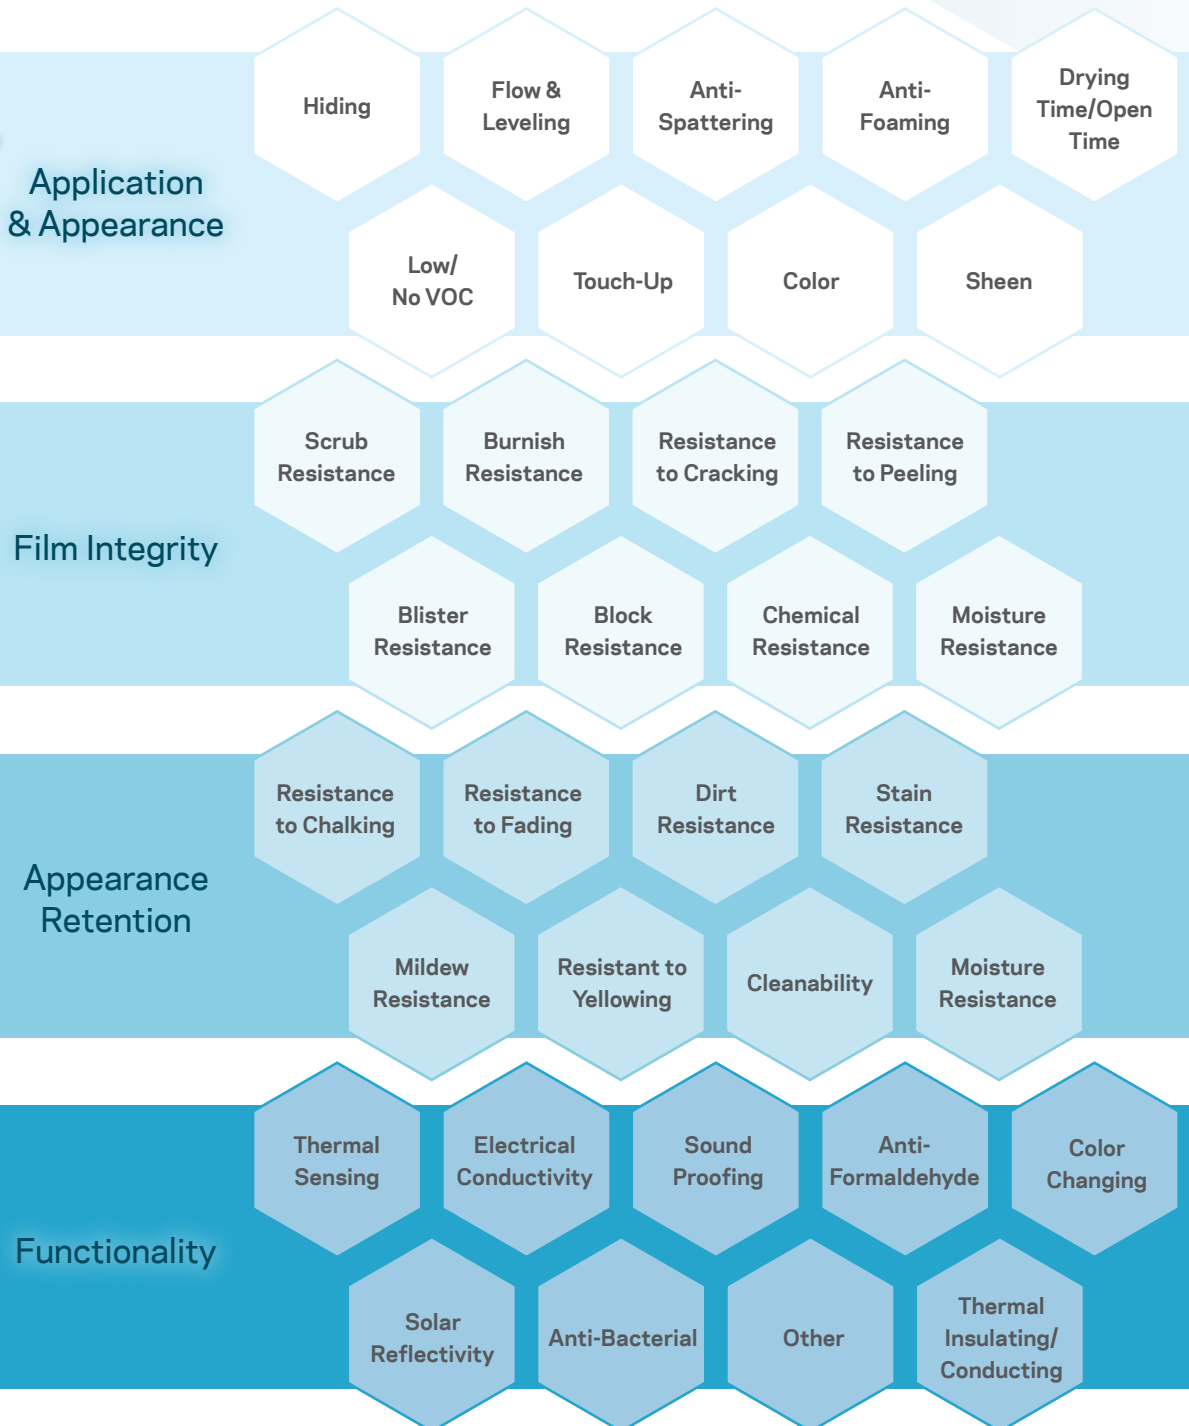 Application
& Appearance
Hiding
Flow &
Leveling
Anti-
Spattering
Anti-
Foaming
Drying
Time/Open
Time
Low/
No VOC
Touch-Up
Color
Sheen
Film Integrity
Scrub
Resistance
Burnish
Resistance
Resistance
to Cracking
Resistance
to Peeling
Blister
Resistance
Block
Resistance
Chemical
Resistance
Moisture
Resistance
Appearance
Retention
Resistance
to Chalking
Resistance
to Fading
Dirt
Resistance
Stain
Resistance
Mildew
Resistance
Resistant to
Yellowing
Cleanability
Moisture
Resistance
Functionality
Thermal
Sensing
Electrical
Conductivity
Sound
Proofing
Anti-
Formaldehyde
Color
Changing
Solar
Reflectivity
Anti-Bacterial
Other
Thermal
Insulating/
Conducting